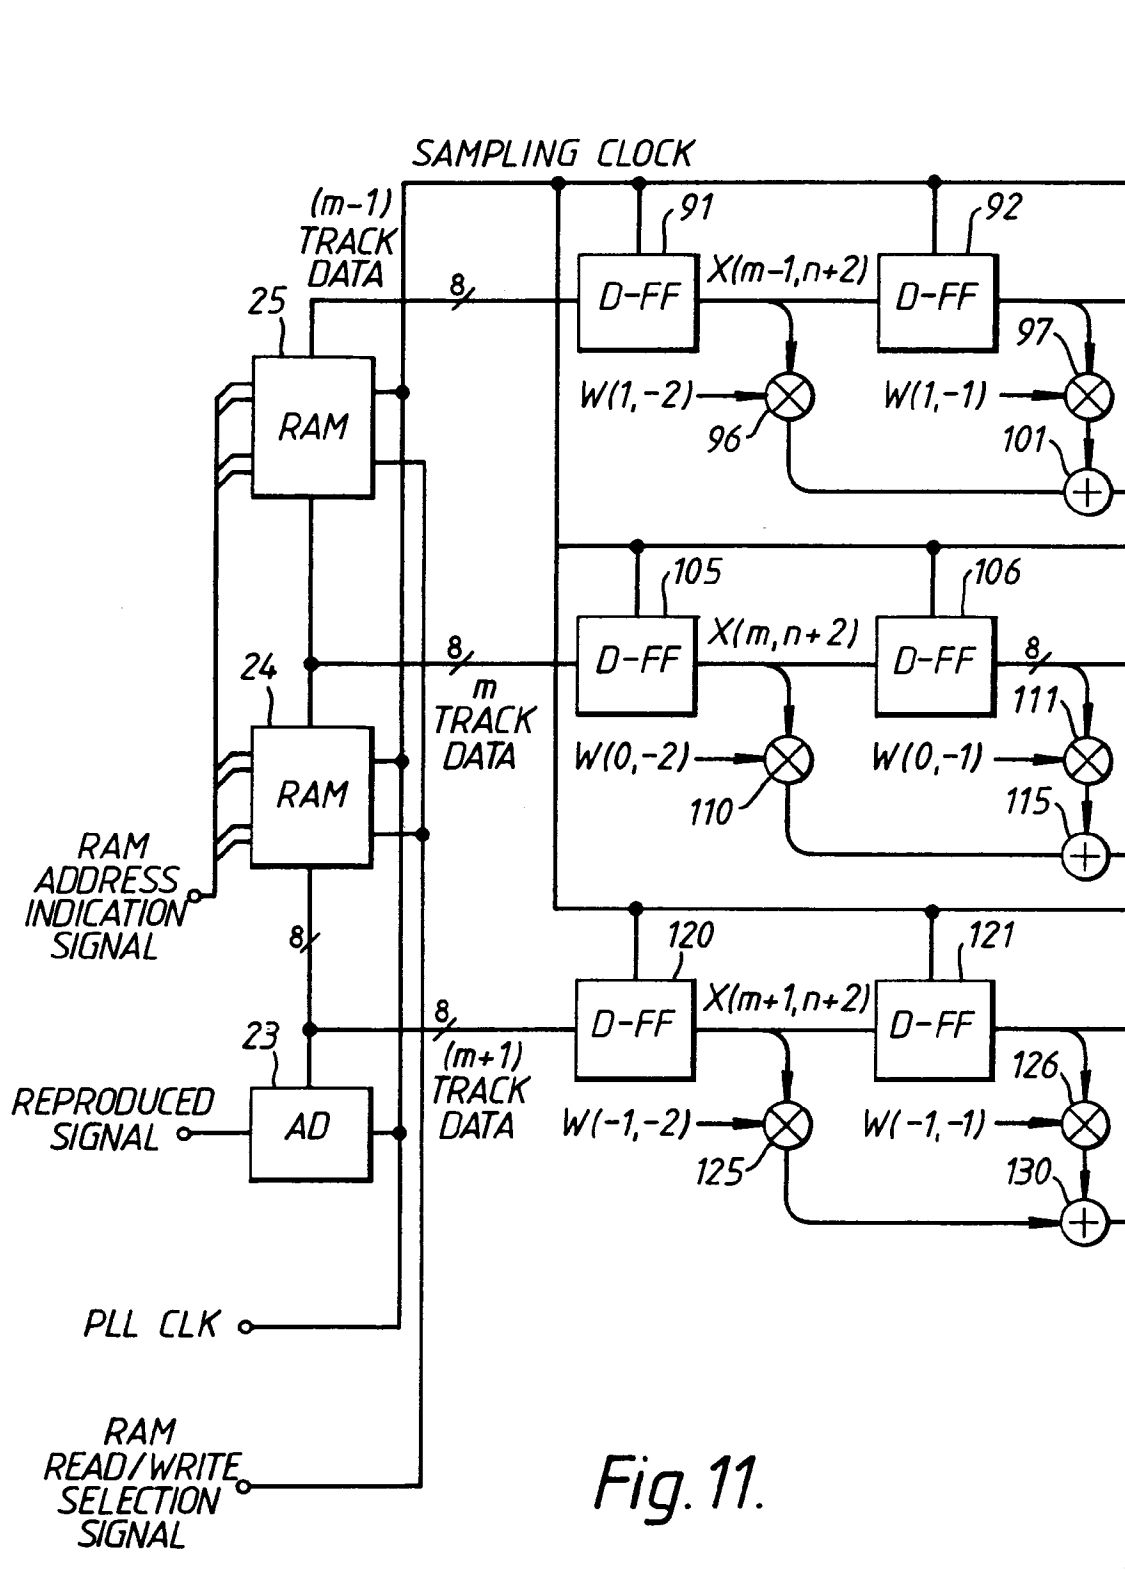 SAMPLING CLOCK
(m-1)
TRACK
DATA
25
8
91
D-FF
X(m-1,n+2)
92
D-FF
97
RAM
W(1,-2)
96
W(1,-1)
101
105
106
24
8
m
TRACK
DATA
D-FF
X(m,n+2)
D-FF
8
111
RAM
W(0,-2)
110
W(0,-1)
115
RAM
ADDRESS
INDICATION
SIGNAL
8
120
121
23
8
(m+1)
TRACK
DATA
D-FF
X(m+1,n+2)
D-FF
126
REPRODUCED
SIGNAL
AD
W(-1,-2)
125
W(-1,-1)
130
PLL CLK
RAM
READ/WRITE
SELECTION
SIGNAL
Fig. 11.